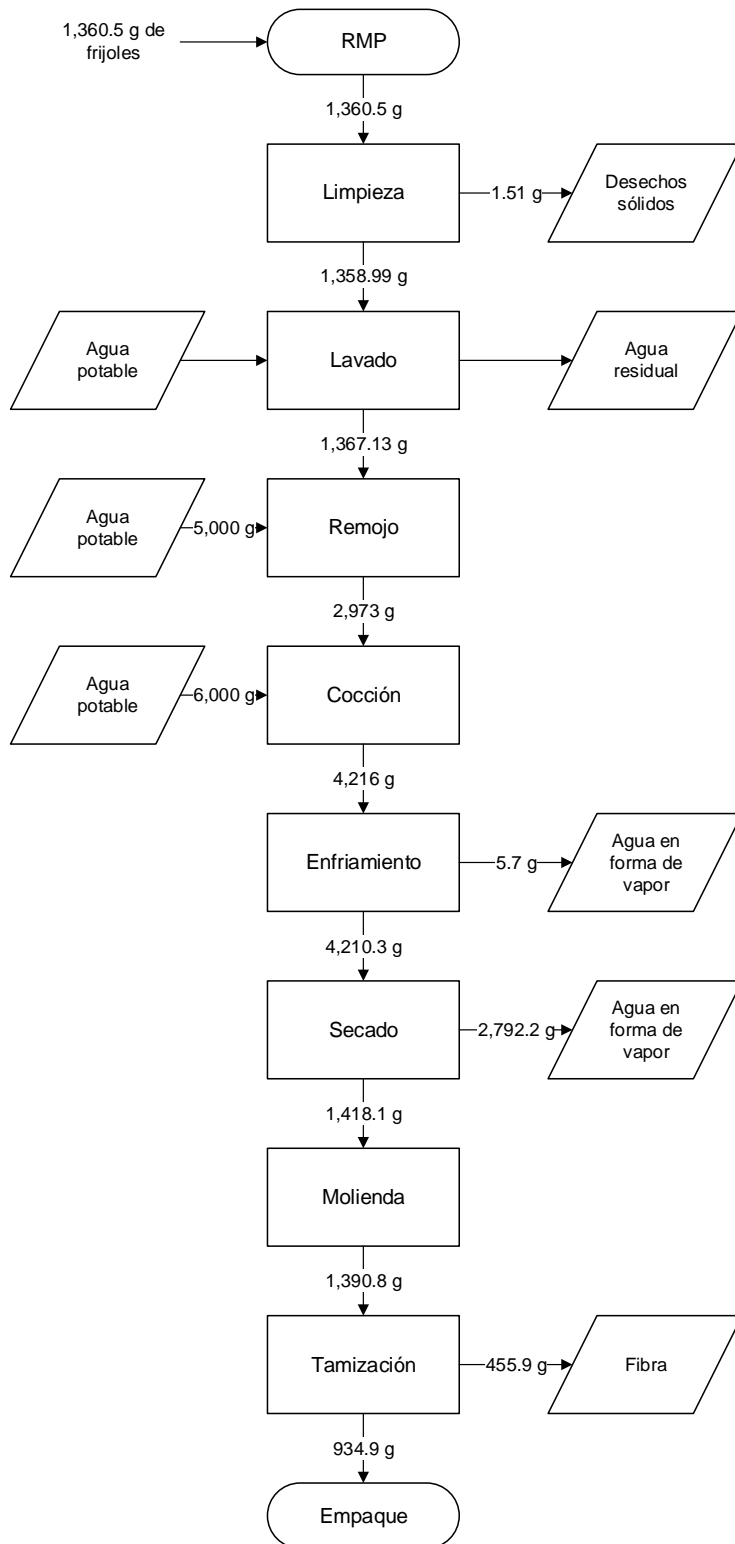 1,360.5 g de
frijoles
RMP
1,360.5 g
Limpieza
1.51 g
Desechos
sólidos
1,358.99 g
Agua
potable
Lavado
Agua
residual
1,367.13 g
Agua
potable
5,000 g
Remojo
2,973 g
Agua
potable
6,000 g
Cocción
4,216 g
Enfriamiento
5.7 g
Agua en
forma de
vapor
4,210.3 g
Secado
2,792.2 g
Agua en
forma de
vapor
1,418.1 g
Molienda
1,390.8 g
Tamización
455.9 g
Fibra
934.9 g
Empaque